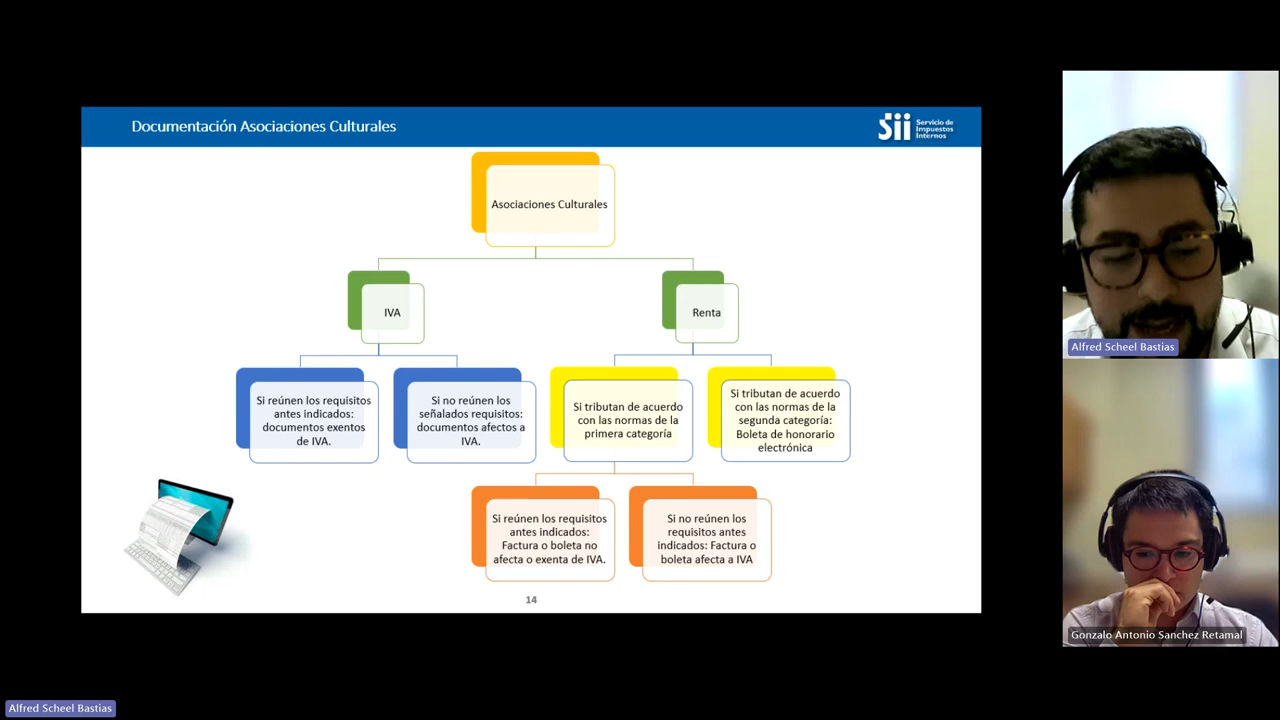 Documentación Asociaciones Culturales
Sii
Servicio de
Impuestos
Internos
Asociaciones Culturales
IVA
Renta
Si reúnen los requisitos
antes indicados:
documentos exentos
de IVA.
Si no reúnen los
señalados requisitos:
documentos afectos a
IVA.
Si tributan de acuerdo
con las normas de la
primera categoría
Si tributan de acuerdo
con las normas de la
segunda categoría:
Boleta de honorario
electrónica
Si reúnen los requisitos
antes indicados:
Factura o boleta no
afecta o exenta de IVA.
Si no reúnen los
requisitos antes
indicados: Factura o
boleta afecta a IVA
14
Alfred Scheel Bastias
Gonzalo Antonio Sanchez Retamal
Alfred Scheel Bastias